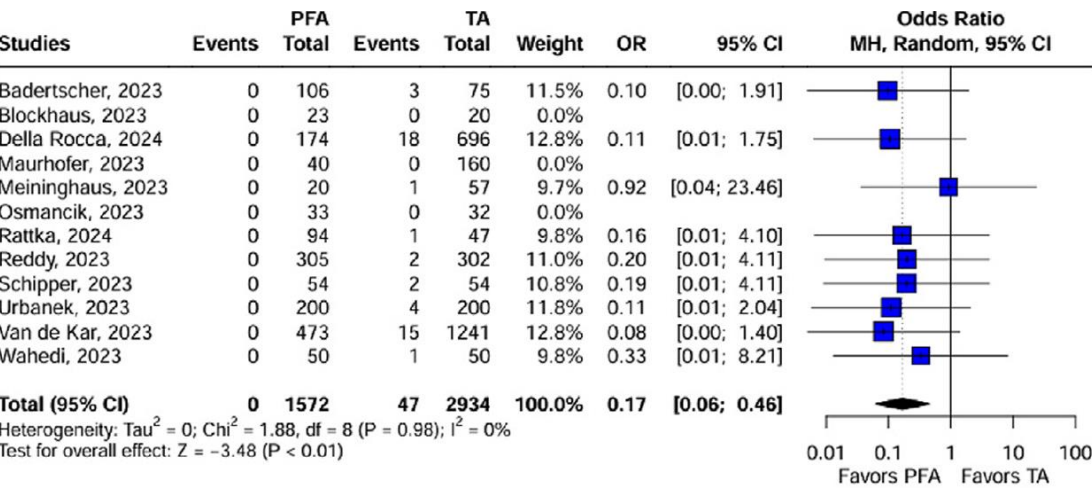 PFA TA Odds Ratio
Studies Events Total Events Total Weight OR 95% CI MH, Random, 95% CI
Badertscher, 2023 0 106 3 75 11.5% 0.10 [0.00; 1.91]
Blockhaus, 2023 0 23 0 20 0.0%
Della Rocca, 2024 0 174 18 696 12.8% 0.11 [0.01; 1.75]
Maurhofer, 2023 0 40 0 160 0.0%
Meininghaus, 2023 0 20 1 57 9.7% 0.92 [0.04; 23.46]
Osmancik, 2023 0 33 0 32 0.0%
Rattka, 2024 0 94 1 47 9.8% 0.16 [0.01; 4.10]
Reddy, 2023 0 305 2 302 11.0% 0.20 [0.01; 4.11]
Schipper, 2023 0 54 2 54 10.8% 0.19 [0.01; 4.11]
Urbanek, 2023 0 200 4 200 11.8% 0.11 [0.01; 2.04]
Van de Kar, 2023 0 473 15 1241 12.8% 0.08 [0.00; 1.40]
Wahedi, 2023 0 50 1 50 9.8% 0.33 [0.01; 8.21]
Total (95% CI) 0 1572 47 2934 100.0% 0.17 [0.06; 0.46]
Heterogeneity: Tau² = 0; Chi² = 1.88, df = 8 (P = 0.98); I² = 0%
Test for overall effect: Z = −3.48 (P < 0.01)
0.01 0.1 1 10 100
Favors PFA Favors TA